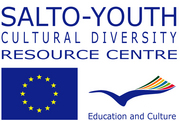 SALTO-YOUTH
CULTURAL DIVERSITY
RESOURCE CENTRE
Education and Culture